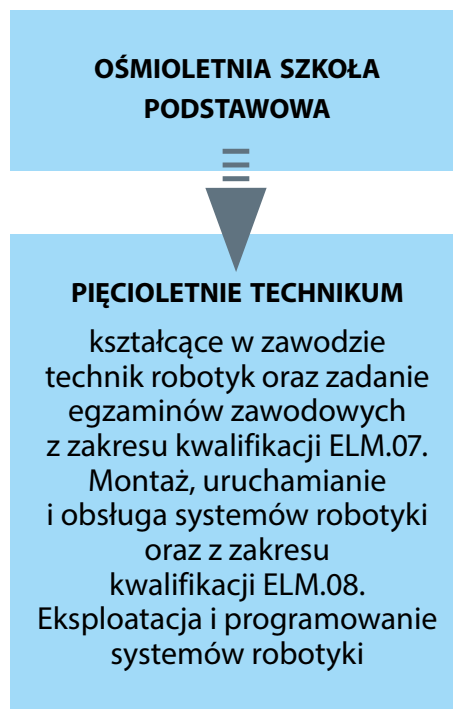 OŚMIOLETNIA SZKOŁA
PODSTAWOWA
PIĘCIOLETNIE TECHNIKUM
kształcące w zawodzie
technik robotyk oraz zadanie
egzaminów zawodowych
z zakresu kwalifikacji ELM.07.
Montaż, uruchamianie
i obsługa systemów robotyki
oraz z zakresu
kwalifikacji ELM.08.
Eksploatacja i programowanie
systemów robotyki